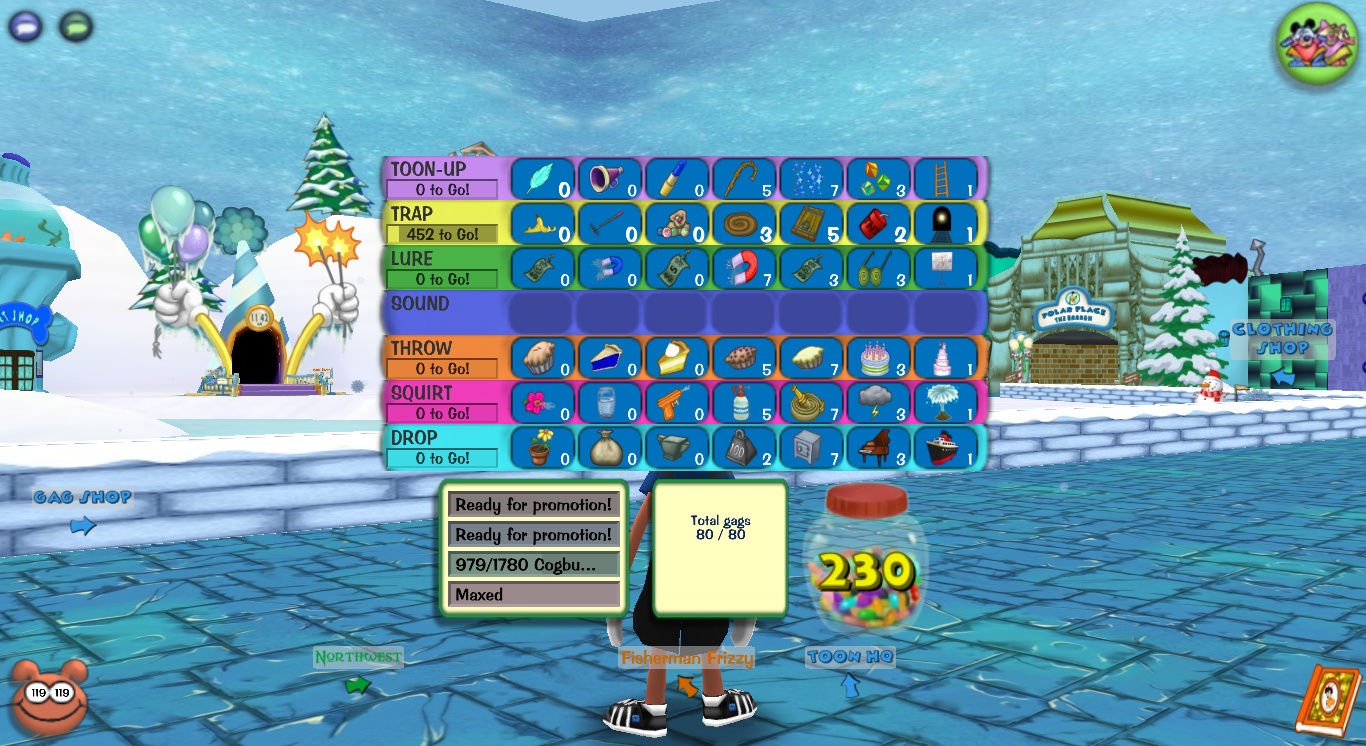 TOON-UP
0 to Go!
0 0 0 5 7 3 1
TRAP
452 to Go!
0 0 0 3 5 2 1
LURE
0 to Go!
0 0 0 7 3 3 1
SOUND
THROW
0 to Go!
0 0 0 5 7 3 1
SQUIRT
0 to Go!
0 0 0 5 7 3 1
DROP
0 to Go!
0 0 0 2 7 3 1
POLAR PLACE
CLOTHING
SHOP
GAG SHOP
Ready for promotion!
Ready for promotion!
979/1780 Cogbu...
Maxed
Total gags
80 / 80
230
NORTHWEST
Fisherman Frizzy
TOON HQ
119 119